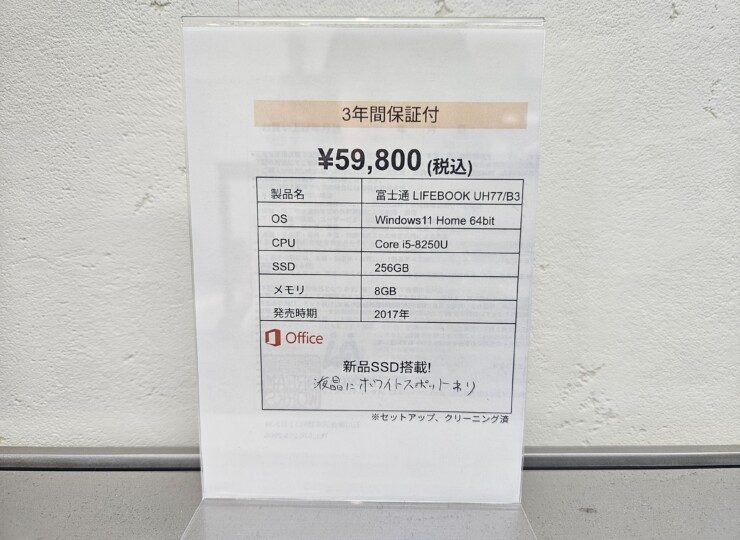 3年間保証付
¥59,800 (税込)
製品名 富士通 LIFEBOOK UH77/B3
OS Windows11 Home 64bit
CPU Core i5-8250U
SSD 256GB
メモリ 8GB
発売時期 2017年
Office
新品SSD搭載!
液晶にホワイトスポットあり
※セットアップ、クリーニング済